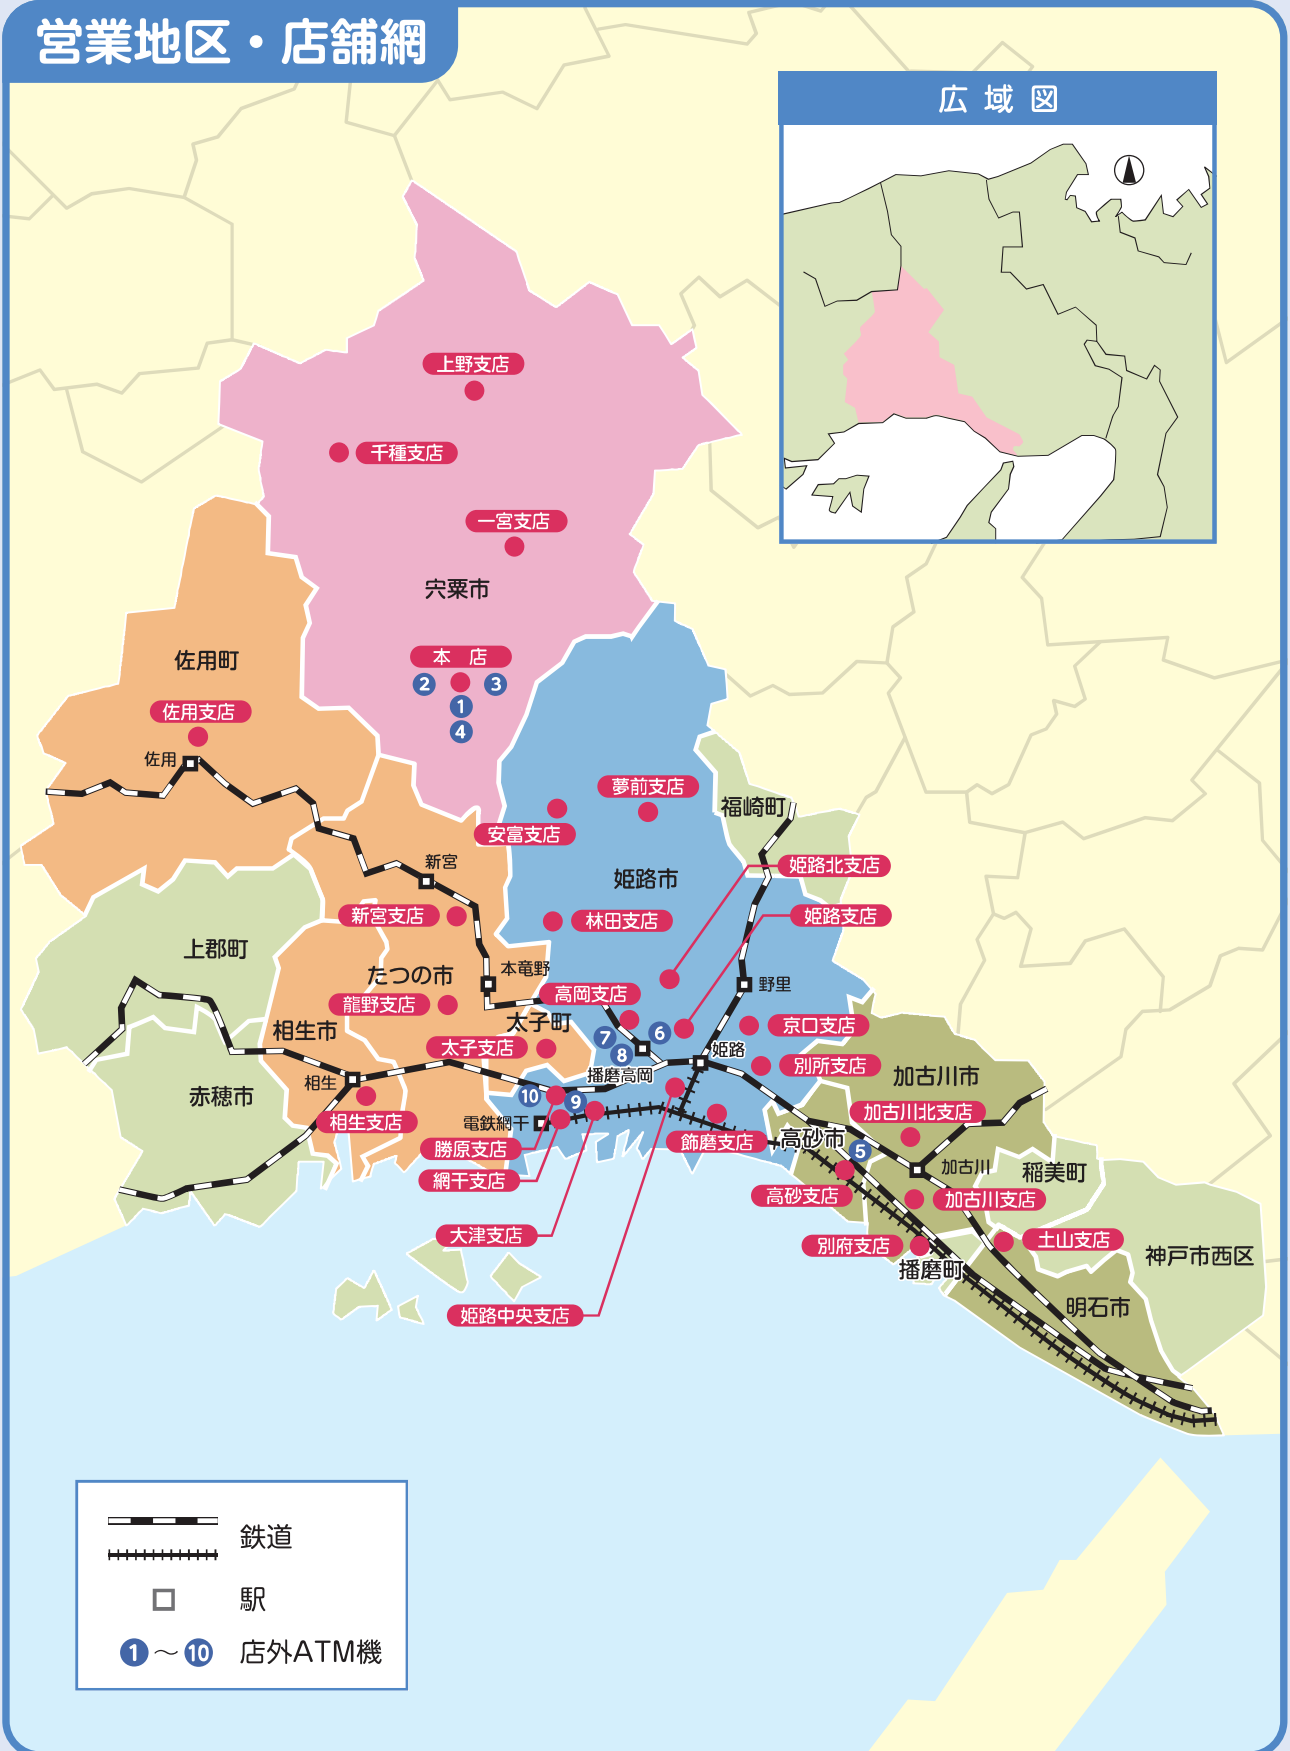 営業地区・店舗網
広域図
上野支店
千種支店
一宮支店
宍粟市
本　店
2
3
1
4
佐用町
佐用支店
佐用
夢前支店
安富支店
福崎町
新宮
姫路市
姫路北支店
新宮支店
林田支店
姫路支店
上郡町
たつの市
本竜野
野里
龍野支店
高岡支店
相生市
太子町
京口支店
太子支店
7
6
8
姫路
播磨高岡
別所支店
加古川市
赤穂市
相生
10
9
相生支店
電鉄網干
加古川北支店
勝原支店
飾磨支店
高砂市
5
加古川
稲美町
網干支店
高砂支店
加古川支店
大津支店
別府支店
土山支店
播磨町
神戸市西区
姫路中央支店
明石市
鉄道
駅
1～10 店外ATM機